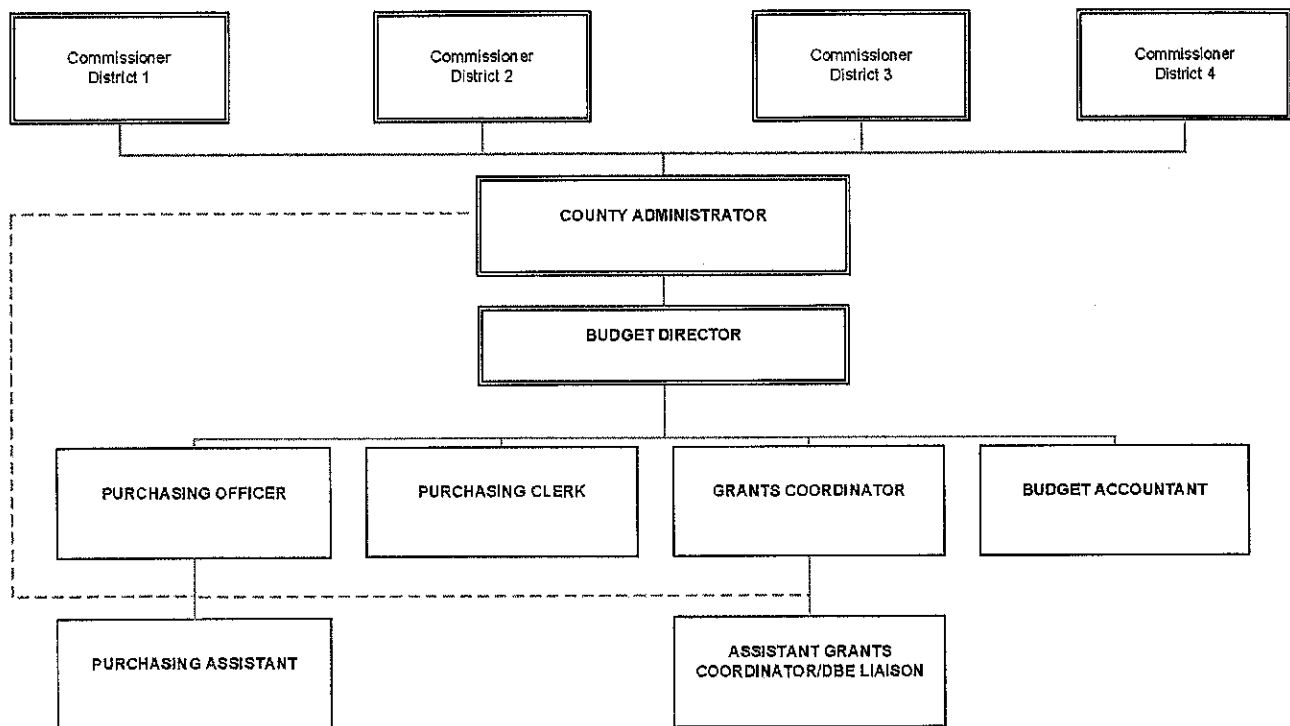 Commissioner
District 1
Commissioner
District 2
Commissioner
District 3
Commissioner
District 4
COUNTY ADMINISTRATOR
BUDGET DIRECTOR
PURCHASING OFFICER
PURCHASING CLERK
GRANTS COORDINATOR
BUDGET ACCOUNTANT
PURCHASING ASSISTANT
ASSISTANT GRANTS
COORDINATOR/DBE LIAISON